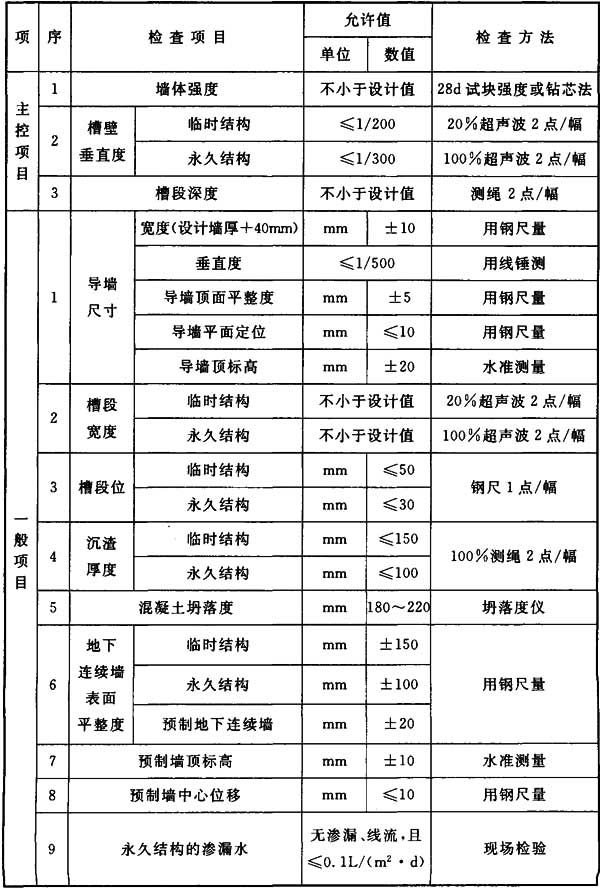 项 序 检查项目 允许值 检查方法
单位 数值
主控项目
1 墙体强度 不小于设计值 28d试块强度或钻芯法
2 槽壁垂直度 临时结构 ≤1/200 20%超声波2点/幅
永久结构 ≤1/300 100%超声波2点/幅
3 槽段深度 不小于设计值 测绳2点/幅
一般项目
1 导墙尺寸 宽度(设计墙厚+40mm) mm ±10 用钢尺量
垂直度 ≤1/500 用线锤测
导墙顶面平整度 mm ±5 用钢尺量
导墙平面定位 mm ≤10 用钢尺量
导墙顶标高 mm ±20 水准测量
2 槽段宽度 临时结构 不小于设计值 20%超声波2点/幅
永久结构 不小于设计值 100%超声波2点/幅
3 槽段位 临时结构 mm ≤50 钢尺1点/幅
永久结构 mm ≤30
4 沉渣厚度 临时结构 mm ≤150 100%测绳2点/幅
永久结构 mm ≤100
5 混凝土坍落度 mm 180~220 坍落度仪
6 地下连续墙表面平整度 临时结构 mm ±150 用钢尺量
永久结构 mm ±100
预制地下连续墙 mm ±20
7 预制墙顶标高 mm ±10 水准测量
8 预制墙中心位移 mm ≤10 用钢尺量
9 永久结构的渗漏水 无渗漏、线流,且≤0.1L/(m²·d) 现场检验